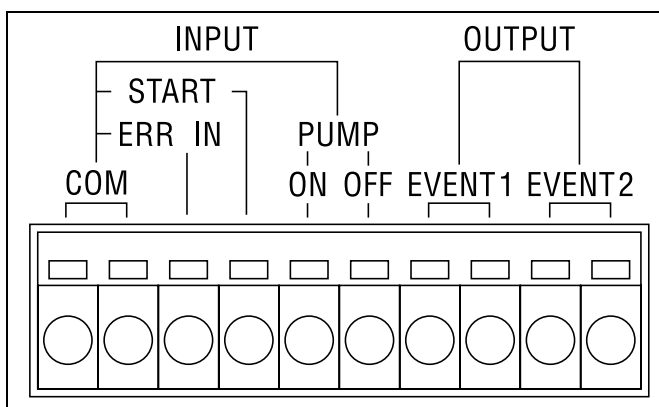 INPUT OUTPUT
START
ERR IN PUMP
COM ON OFF EVENT1 EVENT2